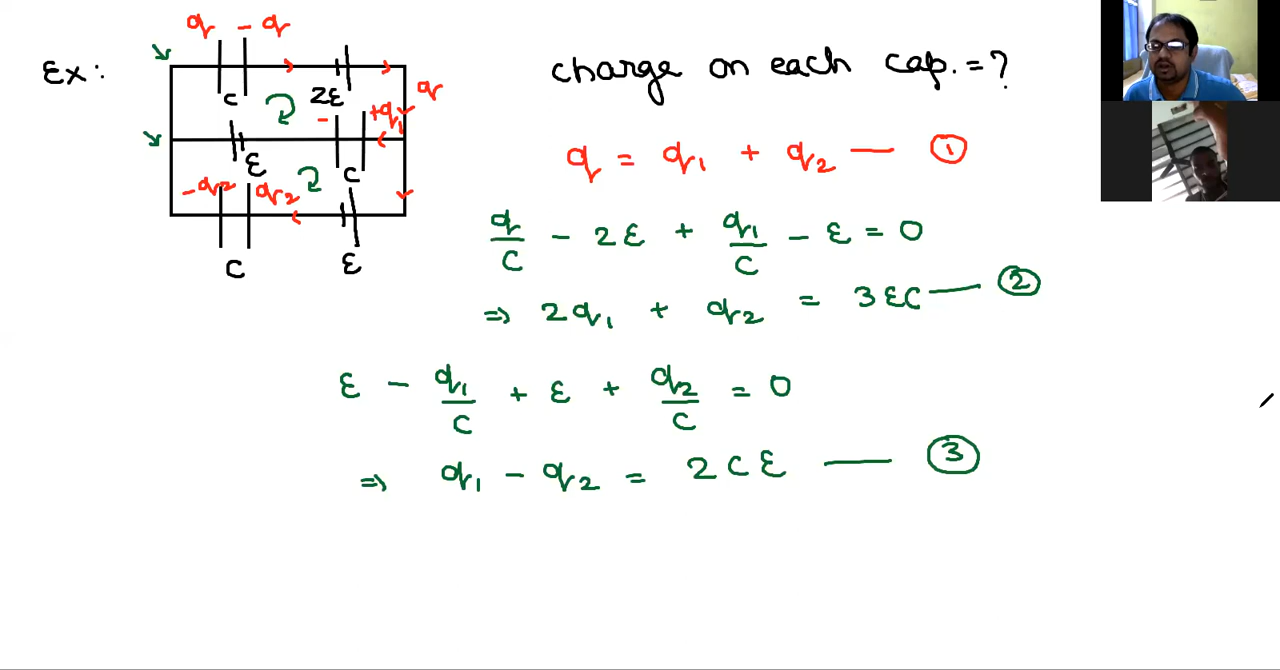 Ex:
q -q
C
2ε
q
- +q₁
ε
C
-q₂ q₂
C
ε
charge on each cap. = ?
q = q₁ + q₂ — ①
q/C - 2ε + q₁/C - ε = 0
⇒ 2q₁ + q₂ = 3εC — ②
ε - q₁/C + ε + q₂/C = 0
⇒ q₁ - q₂ = 2Cε — ③